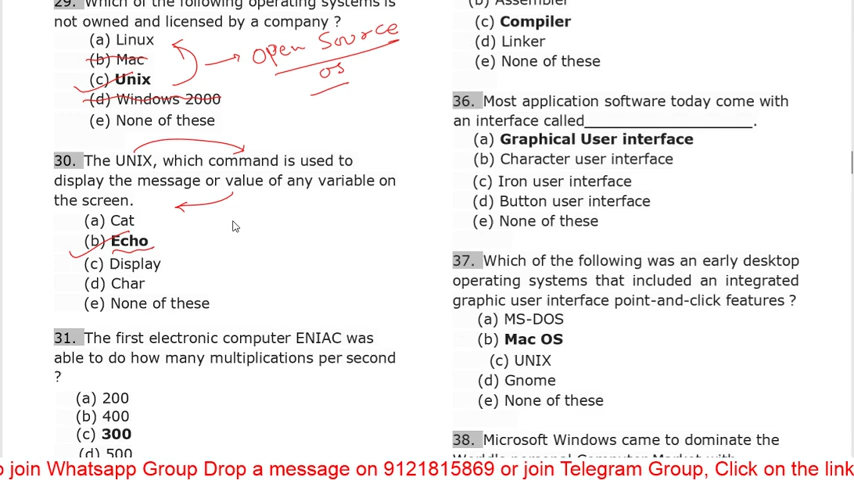 29. Which of the following operating systems is
not owned and licensed by a company ?
(a) Linux
(b) Mac
(c) Unix
(d) Windows 2000
(e) None of these
Open Source
OS
30. The UNIX, which command is used to
display the message or value of any variable on
the screen.
(a) Cat
(b) Echo
(c) Display
(d) Char
(e) None of these
31. The first electronic computer ENIAC was
able to do how many multiplications per second
?
(a) 200
(b) 400
(c) 300
(d) 500
(b) Assembler
(c) Compiler
(d) Linker
(e) None of these
36. Most application software today come with
an interface called____________________.
(a) Graphical User interface
(b) Character user interface
(c) Iron user interface
(d) Button user interface
(e) None of these
37. Which of the following was an early desktop
operating systems that included an integrated
graphic user interface point-and-click features ?
(a) MS-DOS
(b) Mac OS
(c) UNIX
(d) Gnome
(e) None of these
38. Microsoft Windows came to dominate the
World's personal Computer Market with
o join Whatsapp Group Drop a message on 9121815869 or join Telegram Group, Click on the link